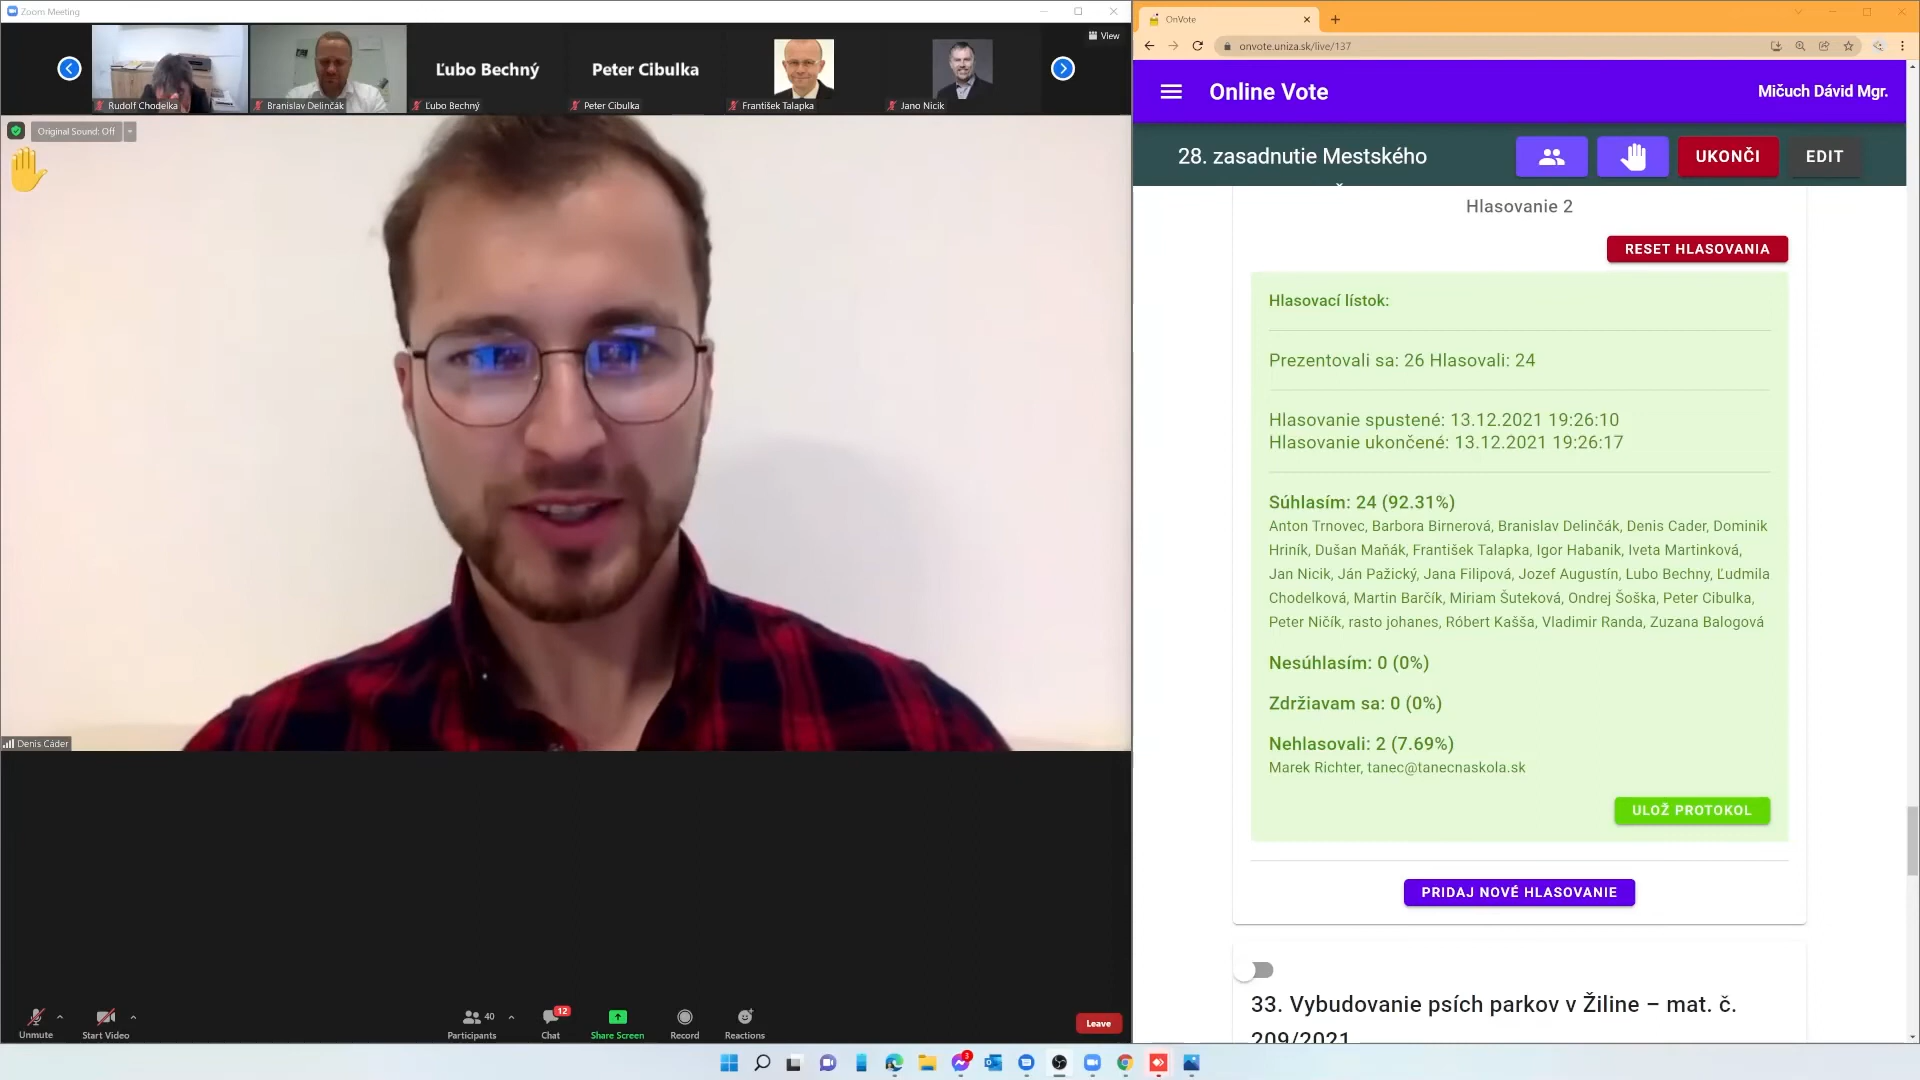 Zoom Meeting
View
Rudolf Chodelka
Branislav Delinčák
Ľubo Bechný
Ľubo Bechný
Peter Cibulka
Peter Cibulka
František Talapka
Jano Nicik
Original Sound: Off
Denis Cáder
Unmute
Start Video
40
Participants
12
Chat
Share Screen
Record
Reactions
Leave
OnVote
onvote.uniza.sk/live/137
Online Vote
Mičuch Dávid Mgr.
28. zasadnutie Mestského
UKONČI
EDIT
Hlasovanie 2
RESET HLASOVANIA
Hlasovací lístok:
Prezentovali sa: 26 Hlasovali: 24
Hlasovanie spustené: 13.12.2021 19:26:10
Hlasovanie ukončené: 13.12.2021 19:26:17
Súhlasím: 24 (92.31%)
Anton Trnovec, Barbora Birnerová, Branislav Delinčák, Denis Cader, Dominik
Hriník, Dušan Maňák, František Talapka, Igor Habanik, Iveta Martinková,
Jan Nicik, Ján Pažický, Jana Filipová, Jozef Augustín, Lubo Bechny, Ľudmila
Chodelková, Martin Barčík, Miriam Šuteková, Ondrej Šoška, Peter Cibulka,
Peter Ničík, rasto johanes, Róbert Kašša, Vladimir Randa, Zuzana Balogová
Nesúhlasím: 0 (0%)
Zdržiavam sa: 0 (0%)
Nehlasovali: 2 (7.69%)
Marek Richter, tanec@tanecnaskola.sk
ULOŽ PROTOKOL
PRIDAJ NOVÉ HLASOVANIE
33. Vybudovanie psích parkov v Žiline – mat. č.
209/2021
3